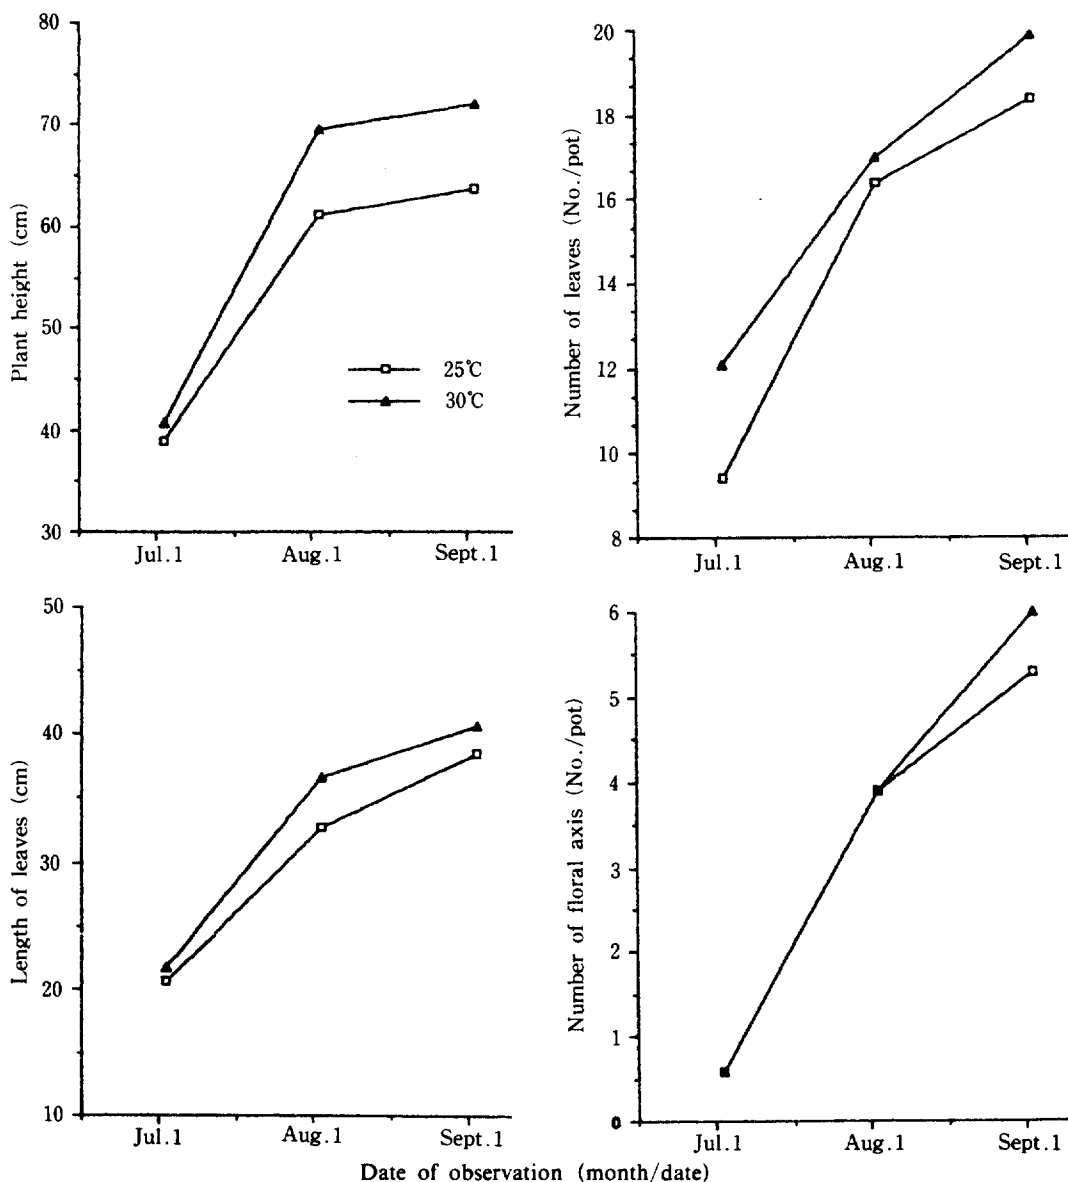 Plant height (cm)
80
70
60
50
40
30
25℃
30℃
Jul.1
Aug.1
Sept.1
Number of leaves (No./pot)
20
18
16
14
12
10
8
Jul.1
Aug.1
Sept.1
Length of leaves (cm)
50
40
30
20
10
Jul.1
Aug.1
Sept.1
Number of floral axis (No./pot)
6
5
4
3
2
1
0
Jul.1
Aug.1
Sept.1
Date of observation (month/date)